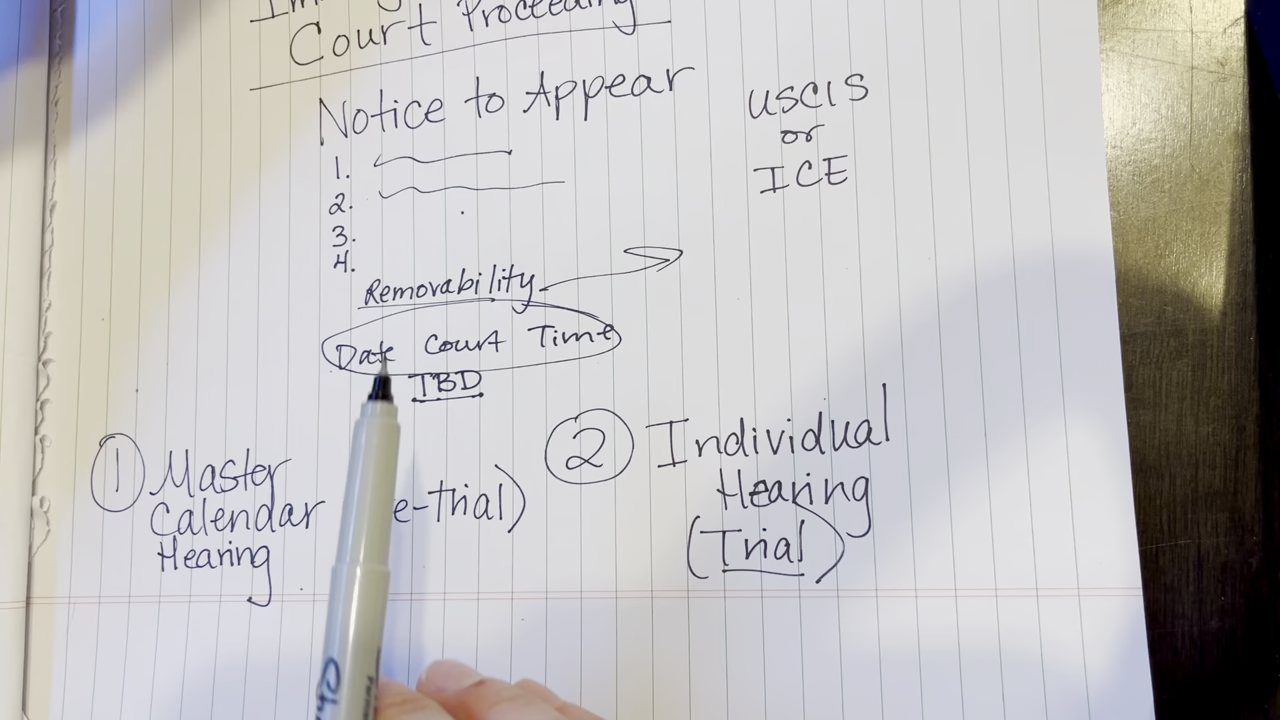 Court Proceeding
Notice to Appear
1.
2.
3.
4.
Removability
Date Court Time
TBD
USCIS
or
ICE
1 Master
Calendar
Hearing
e-Trial)
2 Individual
Hearing
(Trial)